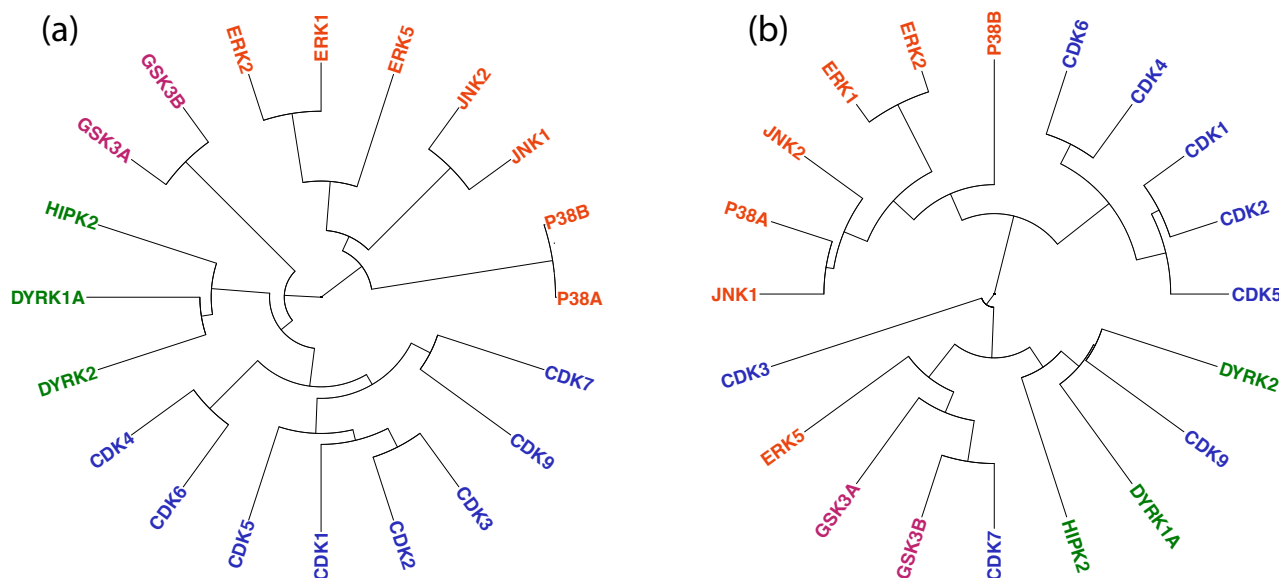 (a)
ERK2
ERK1
ERK5
GSK3B
JNK2
GSK3A
JNK1
HIPK2
P38B
DYRK1A
P38A
DYRK2
CDK7
CDK4
CDK9
CDK6
CDK3
CDK5
CDK1
CDK2
(b)
ERK2
P38B
CDK6
ERK1
CDK4
JNK2
CDK1
P38A
CDK2
JNK1
CDK5
CDK3
DYRK2
ERK5
CDK9
GSK3A
DYRK1A
GSK3B
CDK7
HIPK2